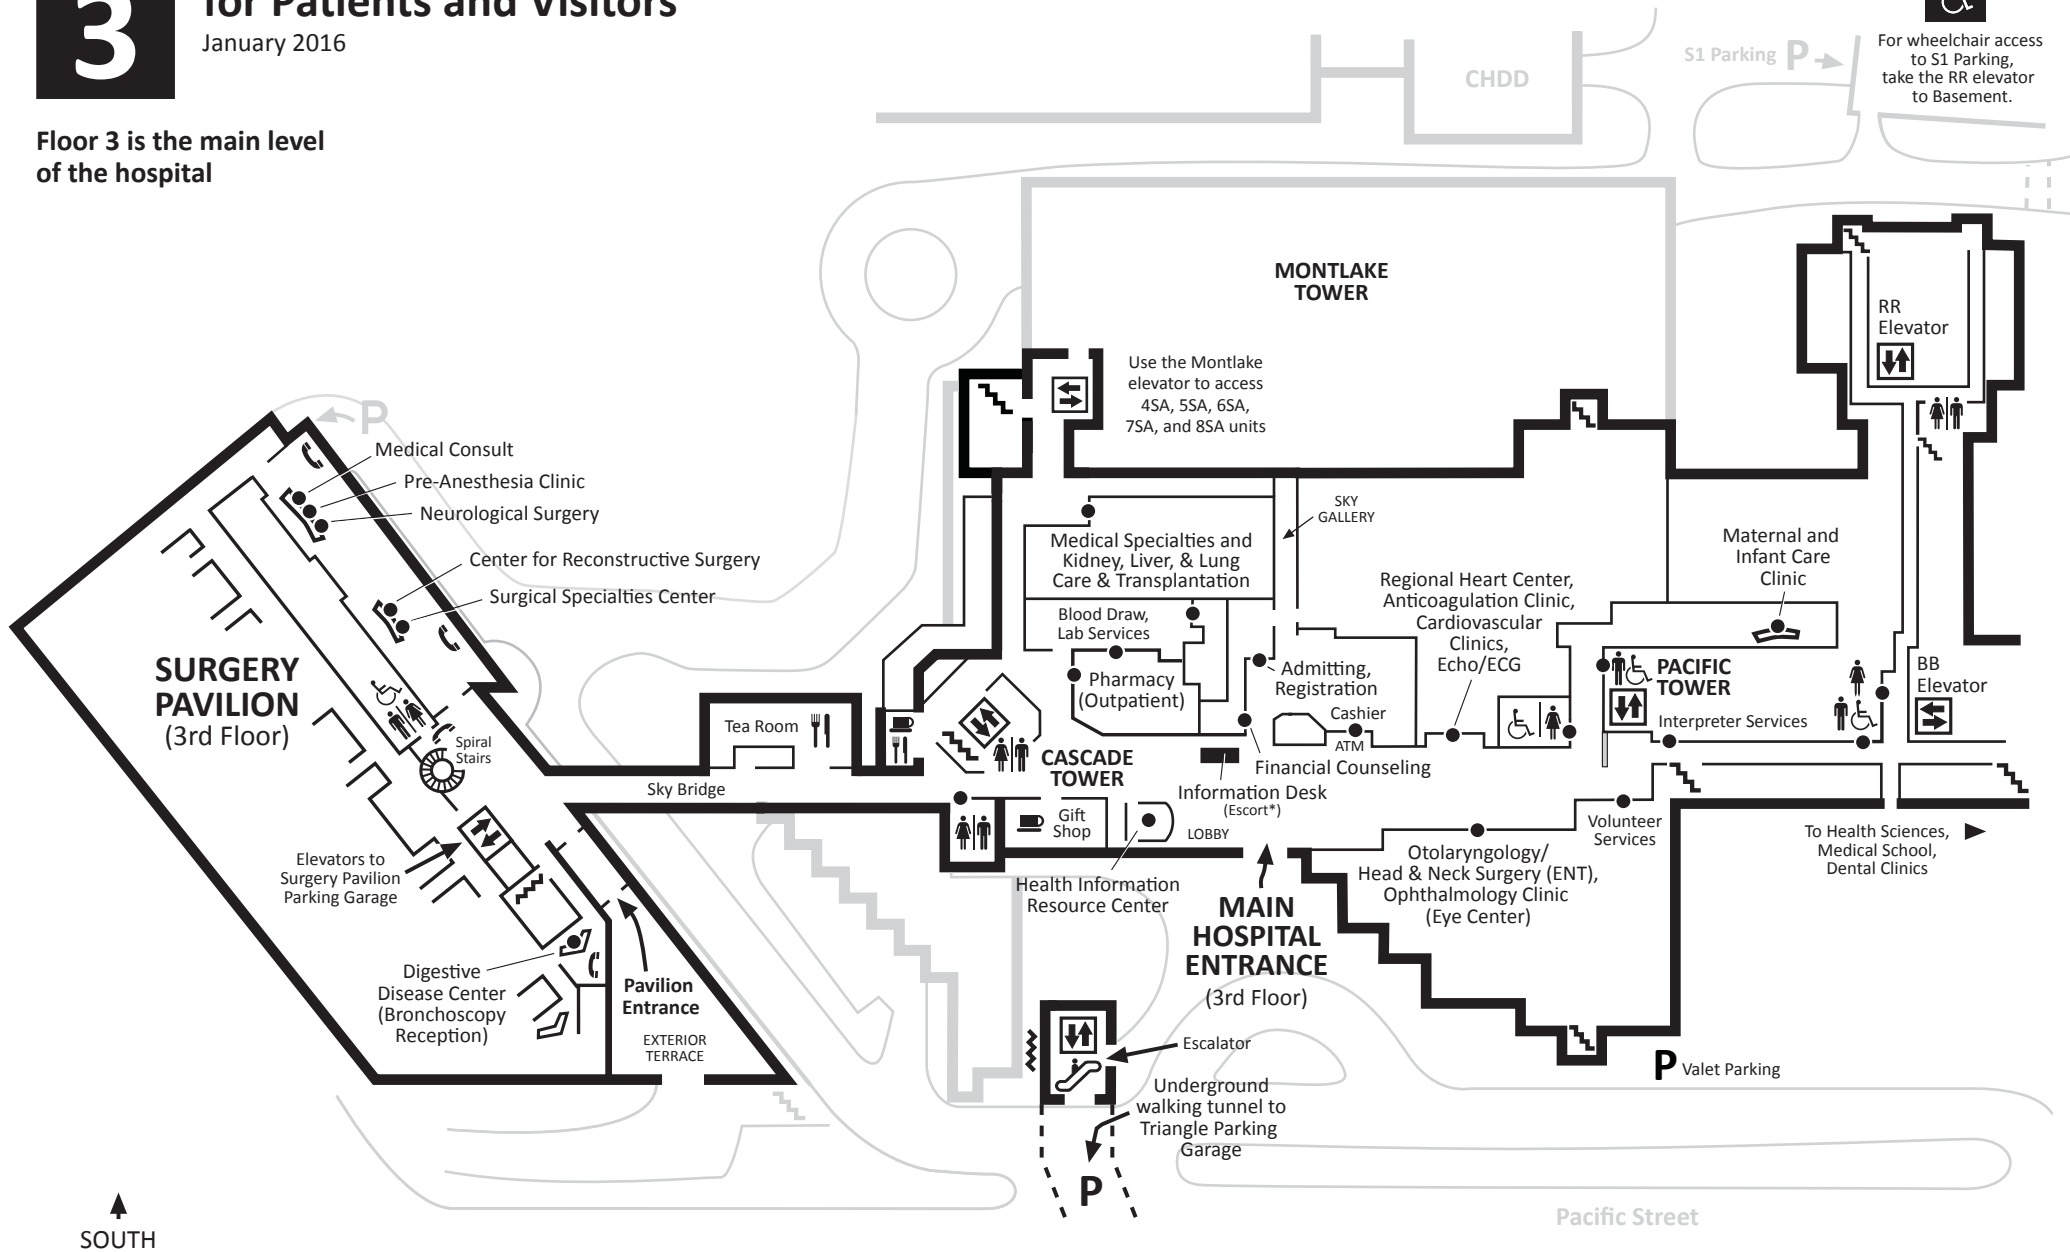 3
for Patients and Visitors
January 2016
Floor 3 is the main level
of the hospital
CHDD
S1 Parking P
For wheelchair access
to S1 Parking,
take the RR elevator
to Basement.
MONTLAKE
TOWER
RR
Elevator
Use the Montlake
elevator to access
4SA, 5SA, 6SA,
7SA, and 8SA units
P
Medical Consult
Pre-Anesthesia Clinic
Neurological Surgery
Center for Reconstructive Surgery
Surgical Specialties Center
SURGERY
PAVILION
(3rd Floor)
Spiral
Stairs
Elevators to
Surgery Pavilion
Parking Garage
Digestive
Disease Center
(Bronchoscopy
Reception)
Pavilion
Entrance
EXTERIOR
TERRACE
Tea Room
Sky Bridge
SKY
GALLERY
Medical Specialties and
Kidney, Liver, & Lung
Care & Transplantation
Blood Draw,
Lab Services
Pharmacy
(Outpatient)
Admitting,
Registration
Cashier
ATM
Financial Counseling
CASCADE
TOWER
Information Desk
(Escort*)
Gift
Shop
LOBBY
Health Information
Resource Center
MAIN
HOSPITAL
ENTRANCE
(3rd Floor)
Regional Heart Center,
Anticoagulation Clinic,
Cardiovascular
Clinics,
Echo/ECG
Maternal and
Infant Care
Clinic
PACIFIC
TOWER
Interpreter Services
BB
Elevator
Volunteer
Services
Otolaryngology/
Head & Neck Surgery (ENT),
Ophthalmology Clinic
(Eye Center)
To Health Sciences,
Medical School,
Dental Clinics
P Valet Parking
Escalator
Underground
walking tunnel to
Triangle Parking
Garage
P
Pacific Street
SOUTH